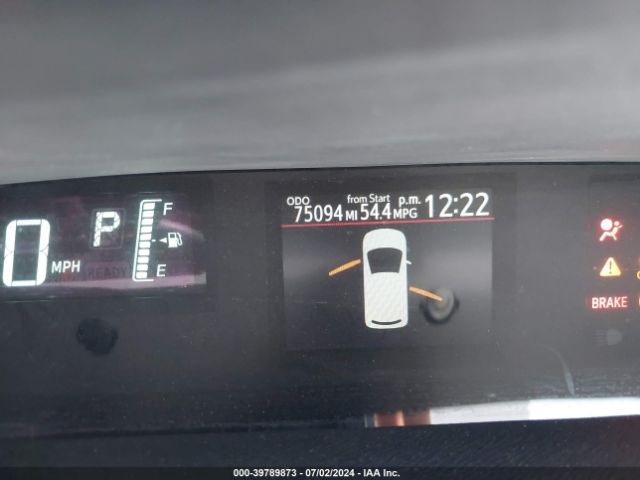 ODO from Start p.m. 12:22
75094 MI 54.4 MPG
0 MPH P F
READY E
BRAKE
000-39789873 - 07/02/2024 - IAA Inc.